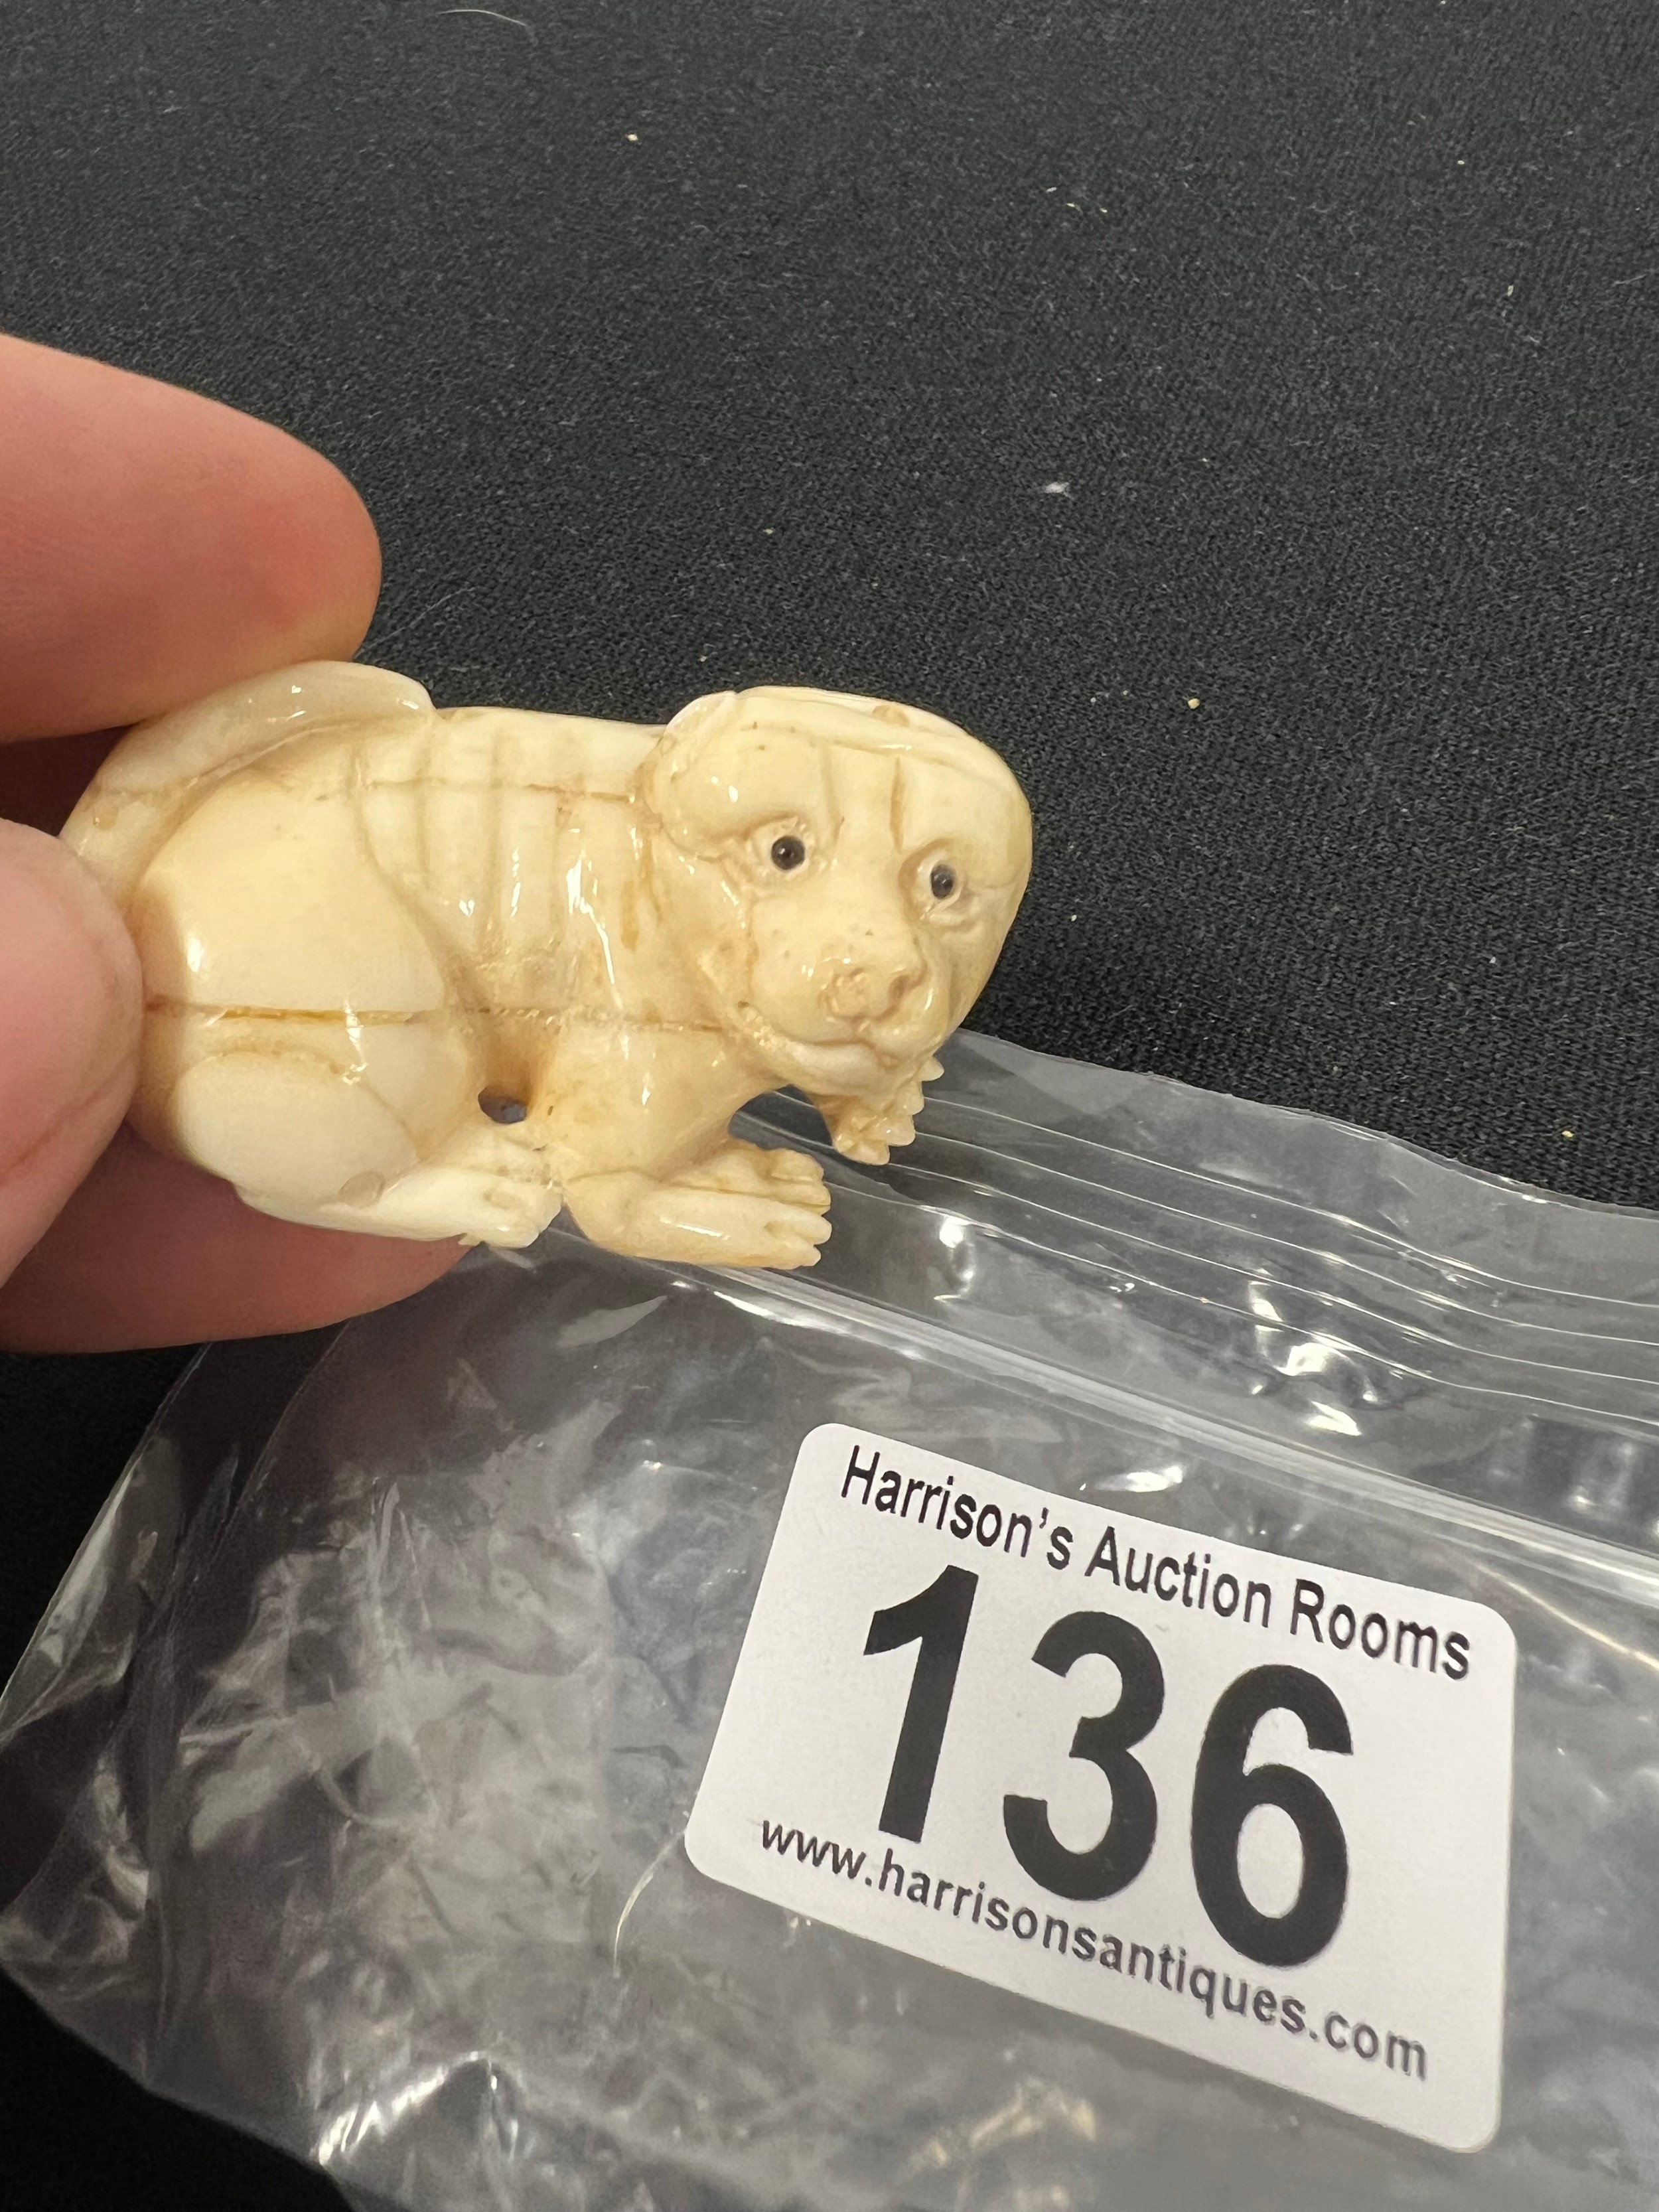 Harrison's Auction Rooms
136
www.harrisonsantiques.com